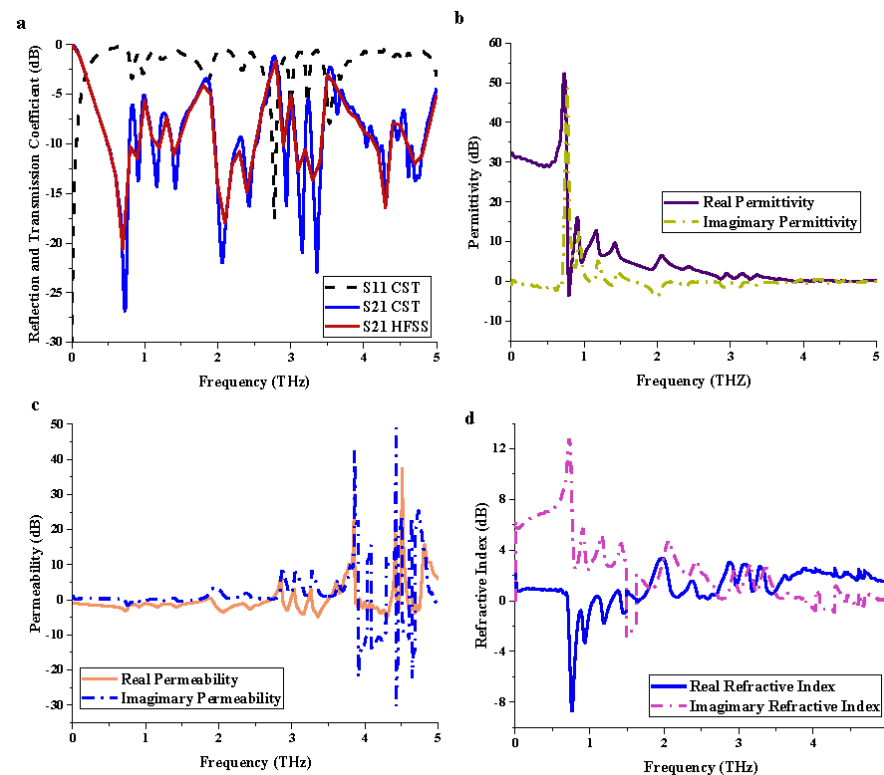 a
Reflection and Transmission Coefficient (dB)
0
-5
-10
-15
-20
-25
-30
S11 CST
S21 CST
S21 HFSS
0
1
2
3
4
5
Frequency (THz)
b
Permittivity (dB)
60
50
40
30
20
10
0
-10
Real Permittivity
Imagimary Permittivity
0
1
2
3
4
5
Frequency (THZ)
c
Permeability (dB)
50
40
30
20
10
0
-10
-20
-30
Real Permeability
Imagimary Permeability
0
1
2
3
4
5
Frequency (THz)
d
Refractive Index (dB)
12
8
4
0
-4
-8
Real Refractive Index
Imagimary Refractive Index
0
1
2
3
4
Frequency (THz)